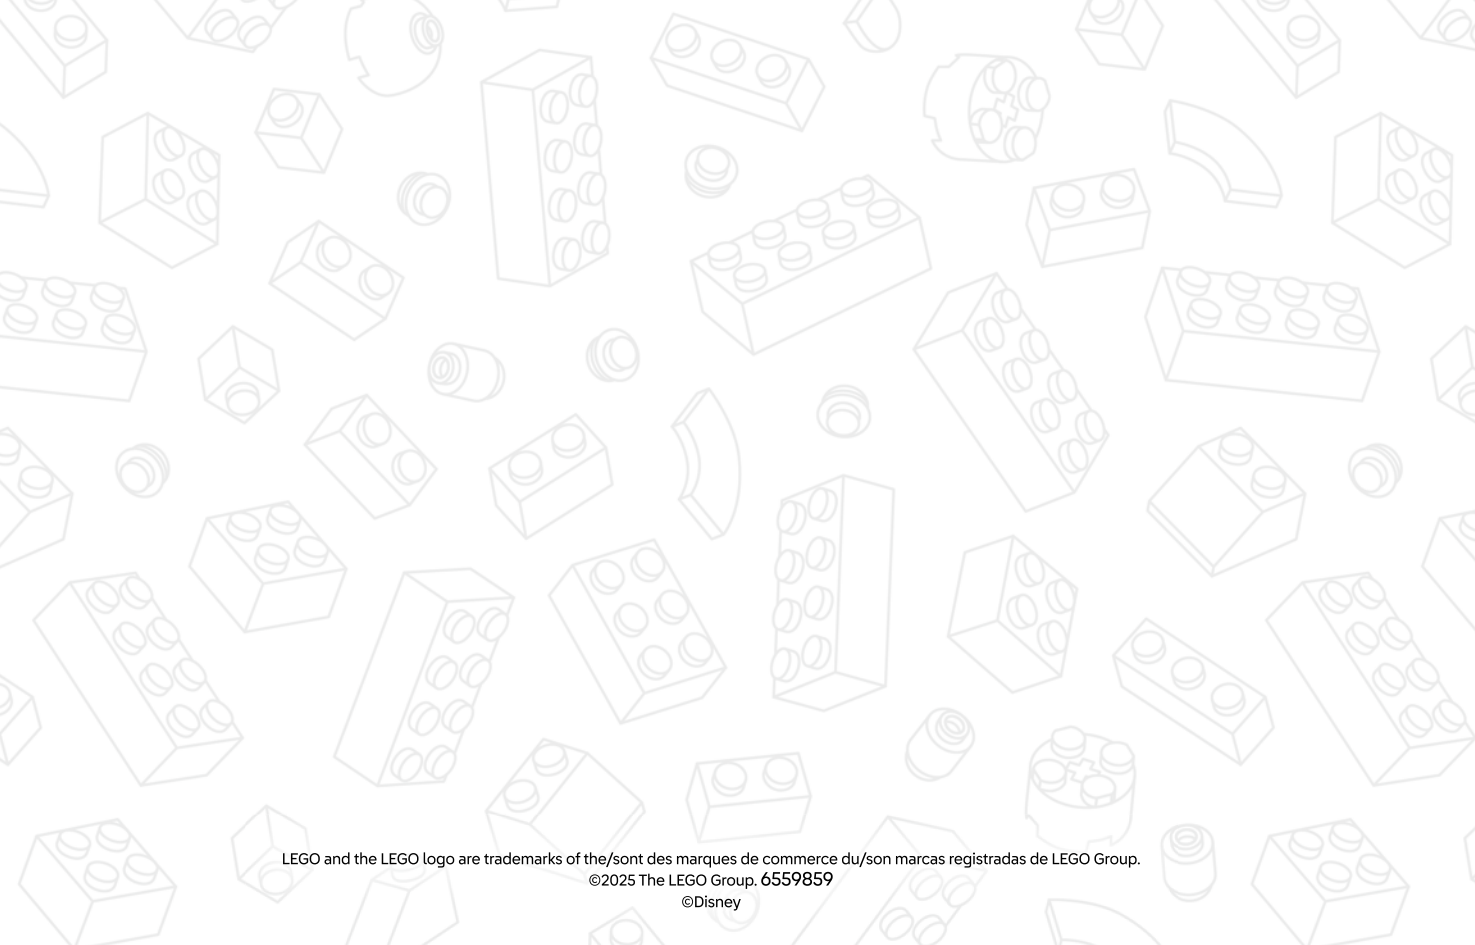 LEGO and the LEGO logo are trademarks of the/sont des marques de commerce du/son marcas registradas de LEGO Group.
©2025 The LEGO Group. 6559859
©Disney